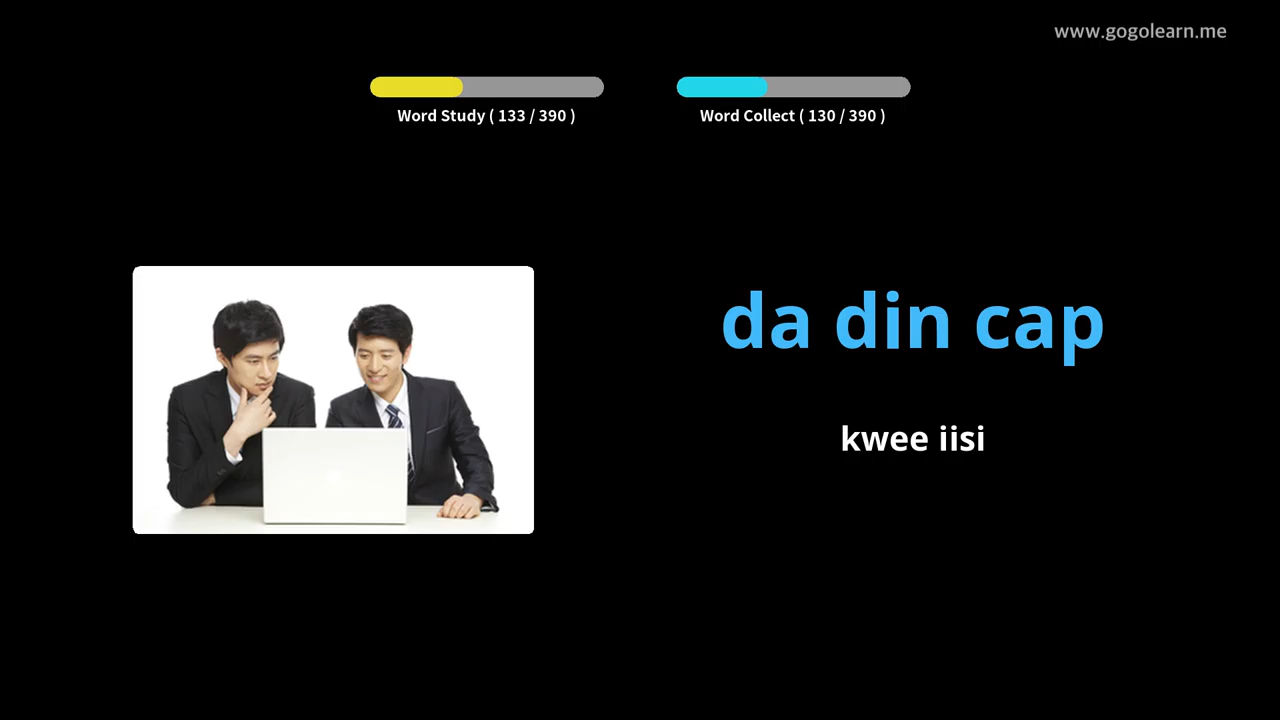 www.gogolearn.me
Word Study ( 133 / 390 )
Word Collect ( 130 / 390 )
da din cap
kwee iisi